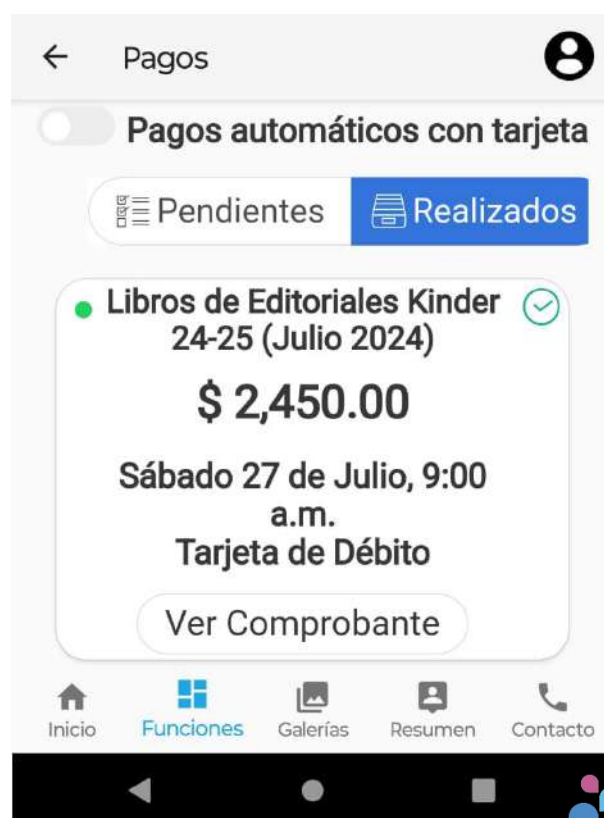 Pagos
Pagos automáticos con tarjeta
Pendientes
Realizados
Libros de Editoriales Kinder
24-25 (Julio 2024)
$ 2,450.00
Sábado 27 de Julio, 9:00
a.m.
Tarjeta de Débito
Ver Comprobante
Inicio
Funciones
Galerías
Resumen
Contacto